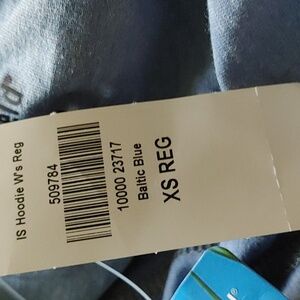 IS Hoodie W's Reg
509784
10000 23717
Baltic Blue
XS REG